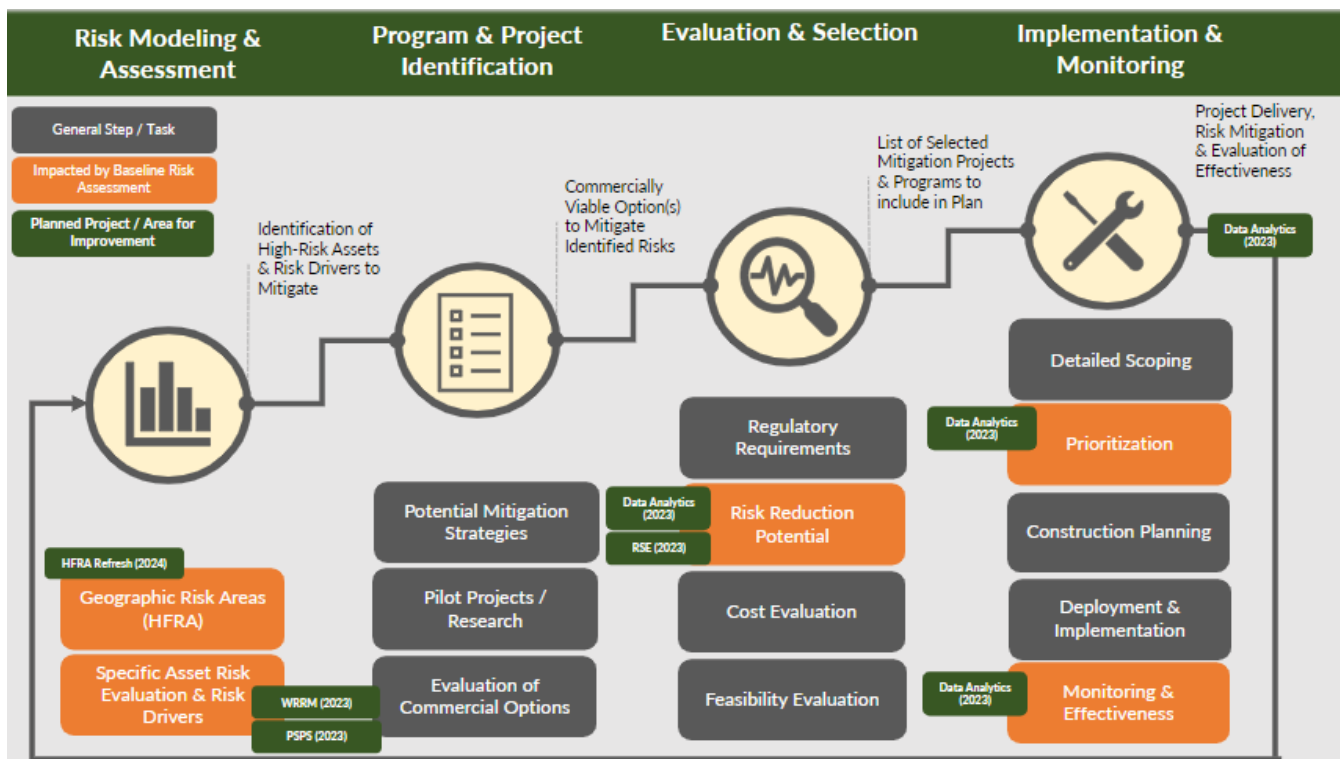 Risk Modeling &
Assessment
Program & Project
Identification
Evaluation & Selection
Implementation &
Monitoring
General Step / Task
Impacted by Baseline Risk
Assessment
Planned Project / Area for
Improvement
Identification of
High-Risk Assets
& Risk Drivers to
Mitigate
Commercially
Viable Option(s)
to Mitigate
Identified Risks
List of Selected
Mitigation Projects
& Programs to
include in Plan
Project Delivery,
Risk Mitigation
& Evaluation of
Effectiveness
Data Analytics
(2023)
HFRA Refresh (2024)
Geographic Risk Areas
(HFRA)
Specific Asset Risk
Evaluation & Risk
Drivers
WRRM (2023)
PSPS (2023)
Potential Mitigation
Strategies
Pilot Projects /
Research
Evaluation of
Commercial Options
Regulatory
Requirements
Data Analytics
(2023)
RSE (2023)
Risk Reduction
Potential
Cost Evaluation
Feasibility Evaluation
Detailed Scoping
Data Analytics
(2023)
Prioritization
Construction Planning
Deployment &
Implementation
Data Analytics
(2023)
Monitoring &
Effectiveness